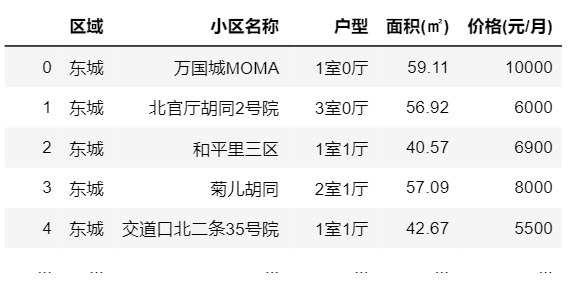 区域 小区名称 户型 面积(㎡) 价格(元/月)
0 东城 万国城MOMA 1室0厅 59.11 10000
1 东城 北官厅胡同2号院 3室0厅 56.92 6000
2 东城 和平里三区 1室1厅 40.57 6900
3 东城 菊儿胡同 2室1厅 57.09 8000
4 东城 交道口北二条35号院 1室1厅 42.67 5500
... ... ... ... ... ...